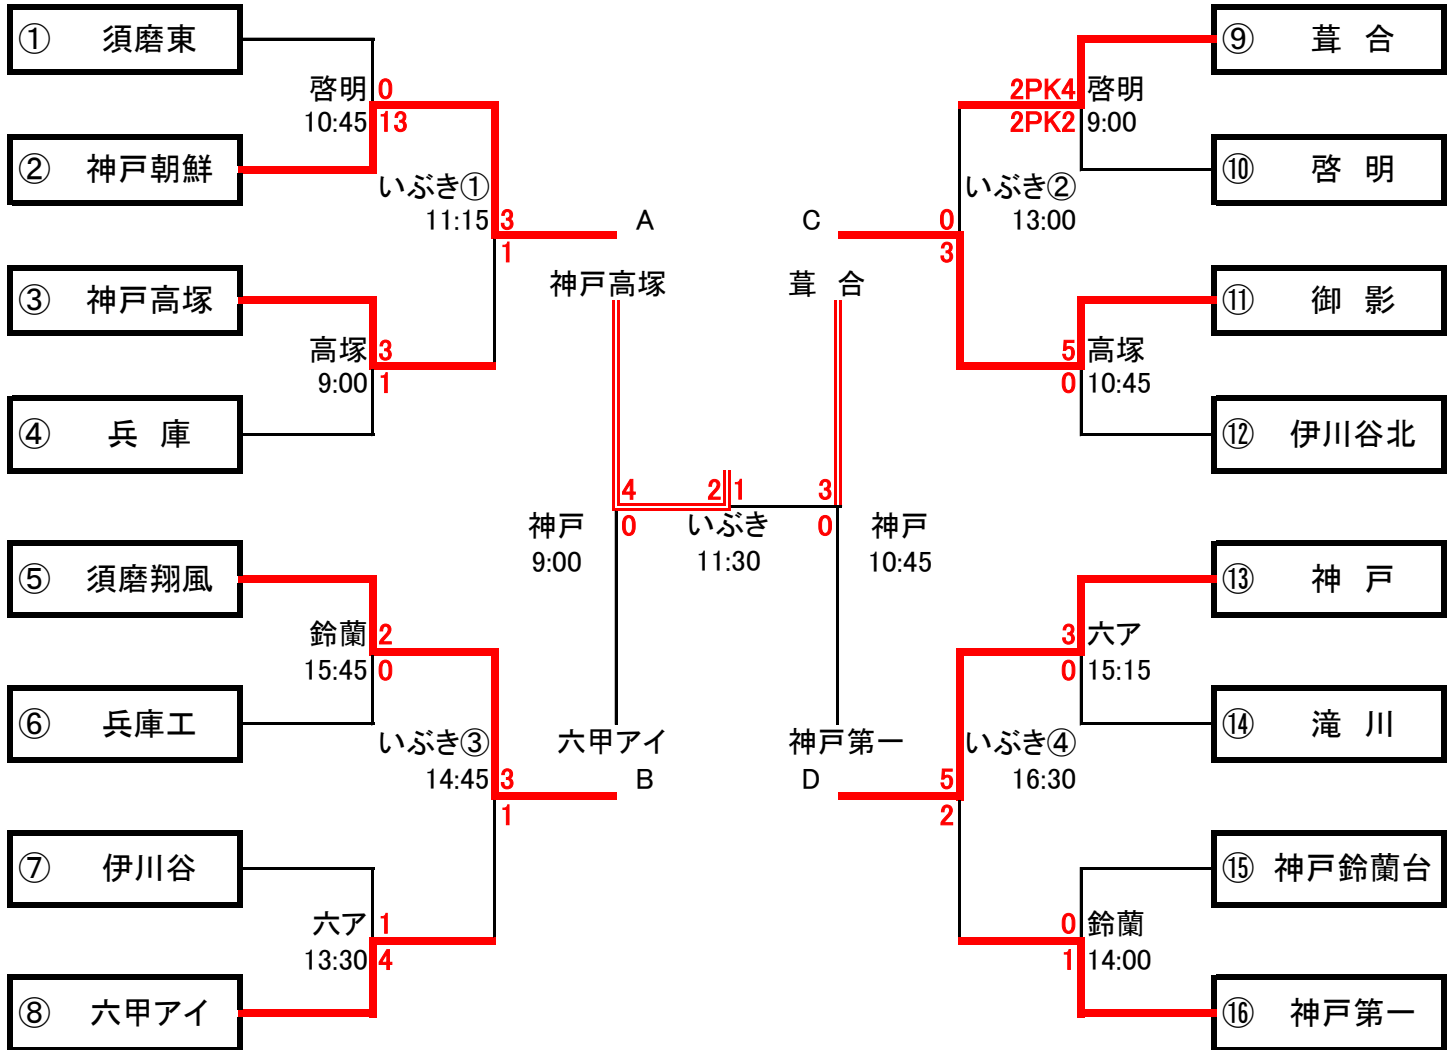 ① 須磨東
啓明 0
10:45 13
② 神戸朝鮮
いぶき①
11:15 3
1
A
③ 神戸高塚
高塚 3
9:00 1
④ 兵 庫
⑤ 須磨翔風
鈴蘭 2
15:45 0
⑥ 兵庫工
いぶき③
14:45 3
1
B
⑦ 伊川谷
六ア 1
13:30 4
⑧ 六甲アイ
神戸高塚
葺 合
4
0
神戸
9:00
2 1
いぶき
11:30
3
0
神戸
10:45
六甲アイ
神戸第一
⑨ 葺 合
2PK4 啓明
2PK2 9:00
⑩ 啓 明
いぶき②
0 13:00
3
C
⑪ 御 影
5 高塚
0 10:45
⑫ 伊川谷北
⑬ 神 戸
3 六ア
0 15:15
⑭ 滝 川
いぶき④
5 16:30
2
D
⑮ 神戸鈴蘭台
0 鈴蘭
1 14:00
⑯ 神戸第一